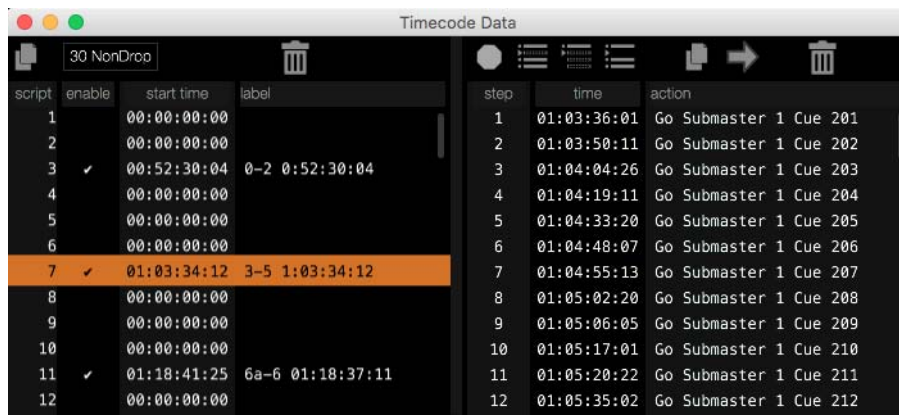 Timecode Data
30 NonDrop
script enable start time label
1 00:00:00:00
2 00:00:00:00
3 ✔ 00:52:30:04 0-2 0:52:30:04
4 00:00:00:00
5 00:00:00:00
6 00:00:00:00
7 ✔ 01:03:34:12 3-5 1:03:34:12
8 00:00:00:00
9 00:00:00:00
10 00:00:00:00
11 ✔ 01:18:41:25 6a-6 01:18:37:11
12 00:00:00:00
step time action
1 01:03:36:01 Go Submaster 1 Cue 201
2 01:03:50:11 Go Submaster 1 Cue 202
3 01:04:04:26 Go Submaster 1 Cue 203
4 01:04:19:11 Go Submaster 1 Cue 204
5 01:04:33:20 Go Submaster 1 Cue 205
6 01:04:48:07 Go Submaster 1 Cue 206
7 01:04:55:13 Go Submaster 1 Cue 207
8 01:05:02:20 Go Submaster 1 Cue 208
9 01:05:06:05 Go Submaster 1 Cue 209
10 01:05:17:01 Go Submaster 1 Cue 210
11 01:05:20:22 Go Submaster 1 Cue 211
12 01:05:35:02 Go Submaster 1 Cue 212